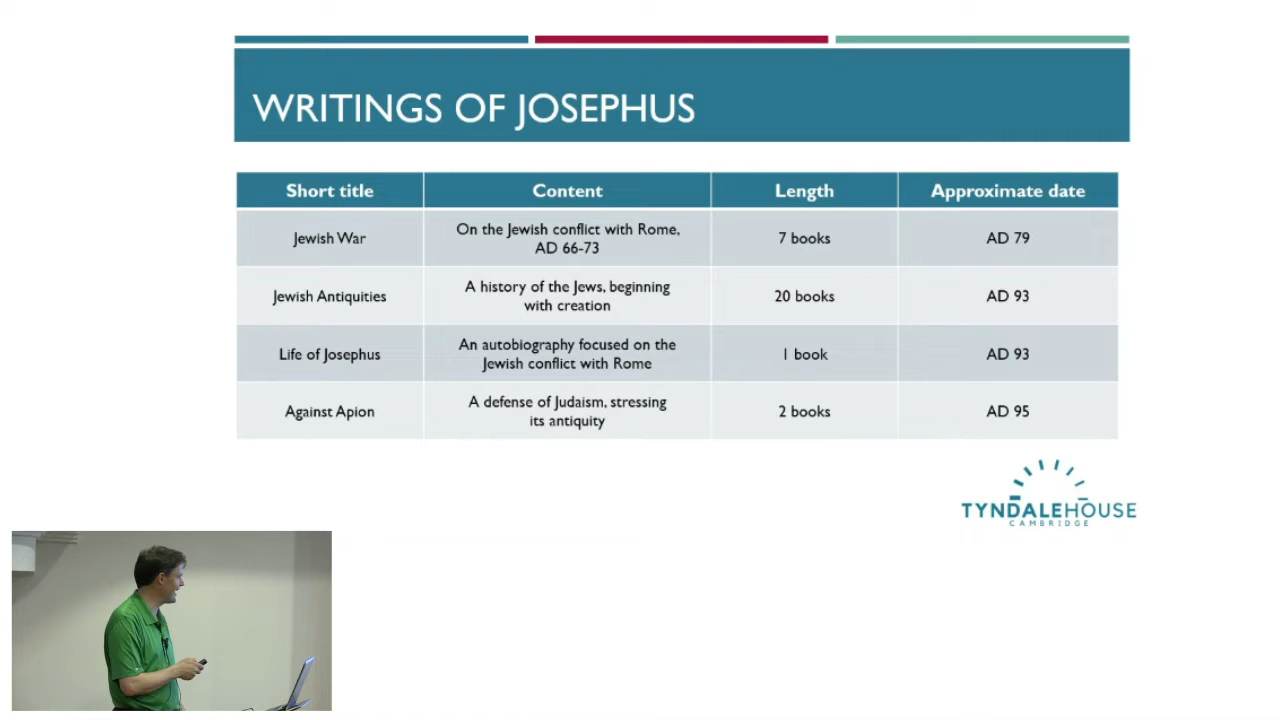 WRITINGS OF JOSEPHUS
Short title Content Length Approximate date
Jewish War On the Jewish conflict with Rome, 7 books AD 79
AD 66-73
Jewish Antiquities A history of the Jews, beginning 20 books AD 93
with creation
Life of Josephus An autobiography focused on the 1 book AD 93
Jewish conflict with Rome
Against Apion A defense of Judaism, stressing 2 books AD 95
its antiquity
TYNDALEHOUSE
CAMBRIDGE